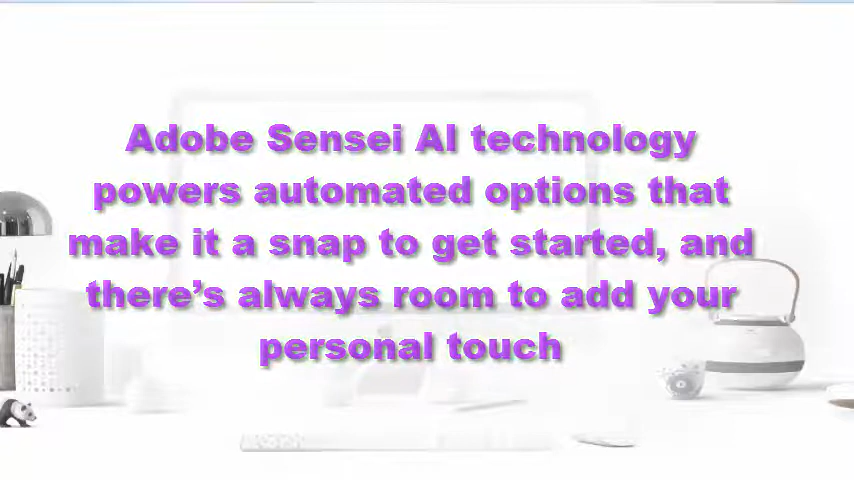 Adobe Sensei AI technology
powers automated options that
make it a snap to get started, and
there’s always room to add your
personal touch